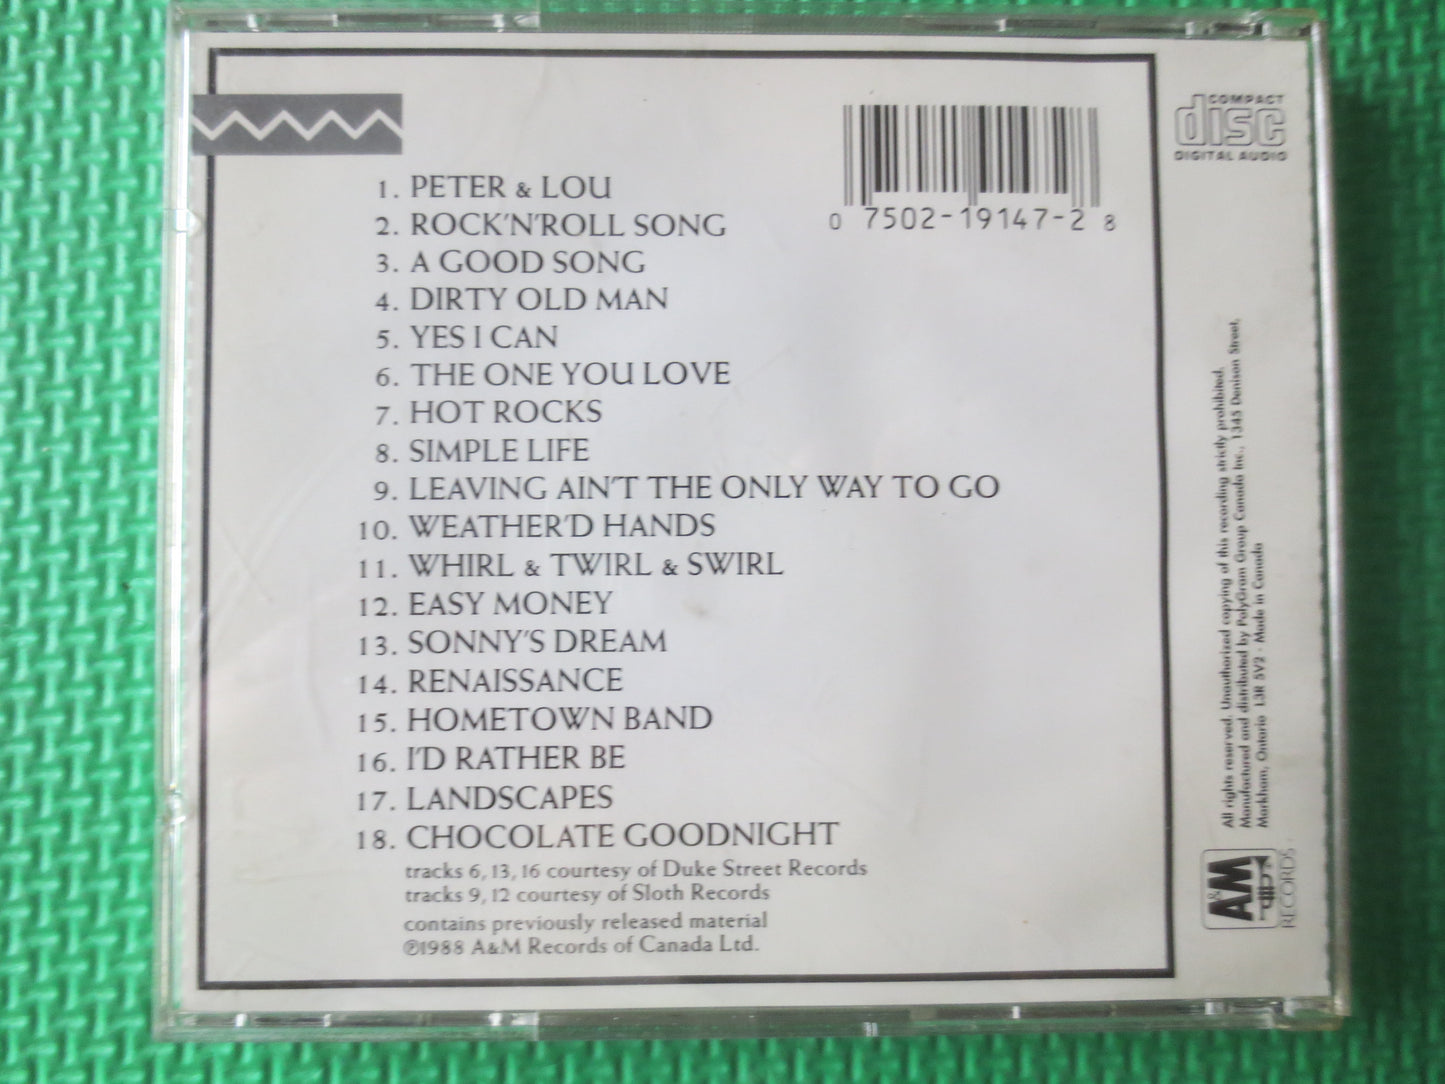 COMPACT
disc
DIGITAL AUDIO
0 7502-19147-2 8
1. PETER & LOU
2. ROCK'N'ROLL SONG
3. A GOOD SONG
4. DIRTY OLD MAN
5. YES I CAN
6. THE ONE YOU LOVE
7. HOT ROCKS
8. SIMPLE LIFE
9. LEAVING AIN'T THE ONLY WAY TO GO
10. WEATHER'D HANDS
11. WHIRL & TWIRL & SWIRL
12. EASY MONEY
13. SONNY'S DREAM
14. RENAISSANCE
15. HOMETOWN BAND
16. I'D RATHER BE
17. LANDSCAPES
18. CHOCOLATE GOODNIGHT
tracks 6, 13, 16 courtesy of Duke Street Records
tracks 9, 12 courtesy of Sloth Records
contains previously released material
℗1988 A&M Records of Canada Ltd.
All rights reserved. Unauthorized copying of this recording strictly prohibited.
Manufactured and distributed by PolyGram Group Canada Inc., 1345 Denison Street,
Markham, Ontario L3R 5V2 · Made in Canada
A&M
RECORDS